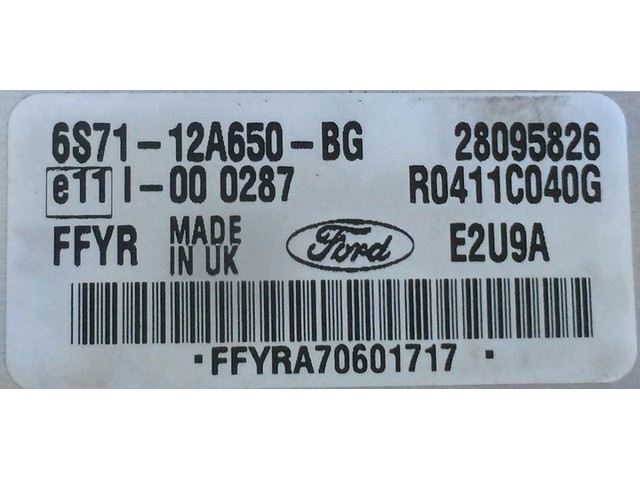 6S71-12A650-BG 28095826
e11 I-00 0287 R0411C040G
FFYR MADE IN UK Ford E2U9A
·FFYRA70601717·